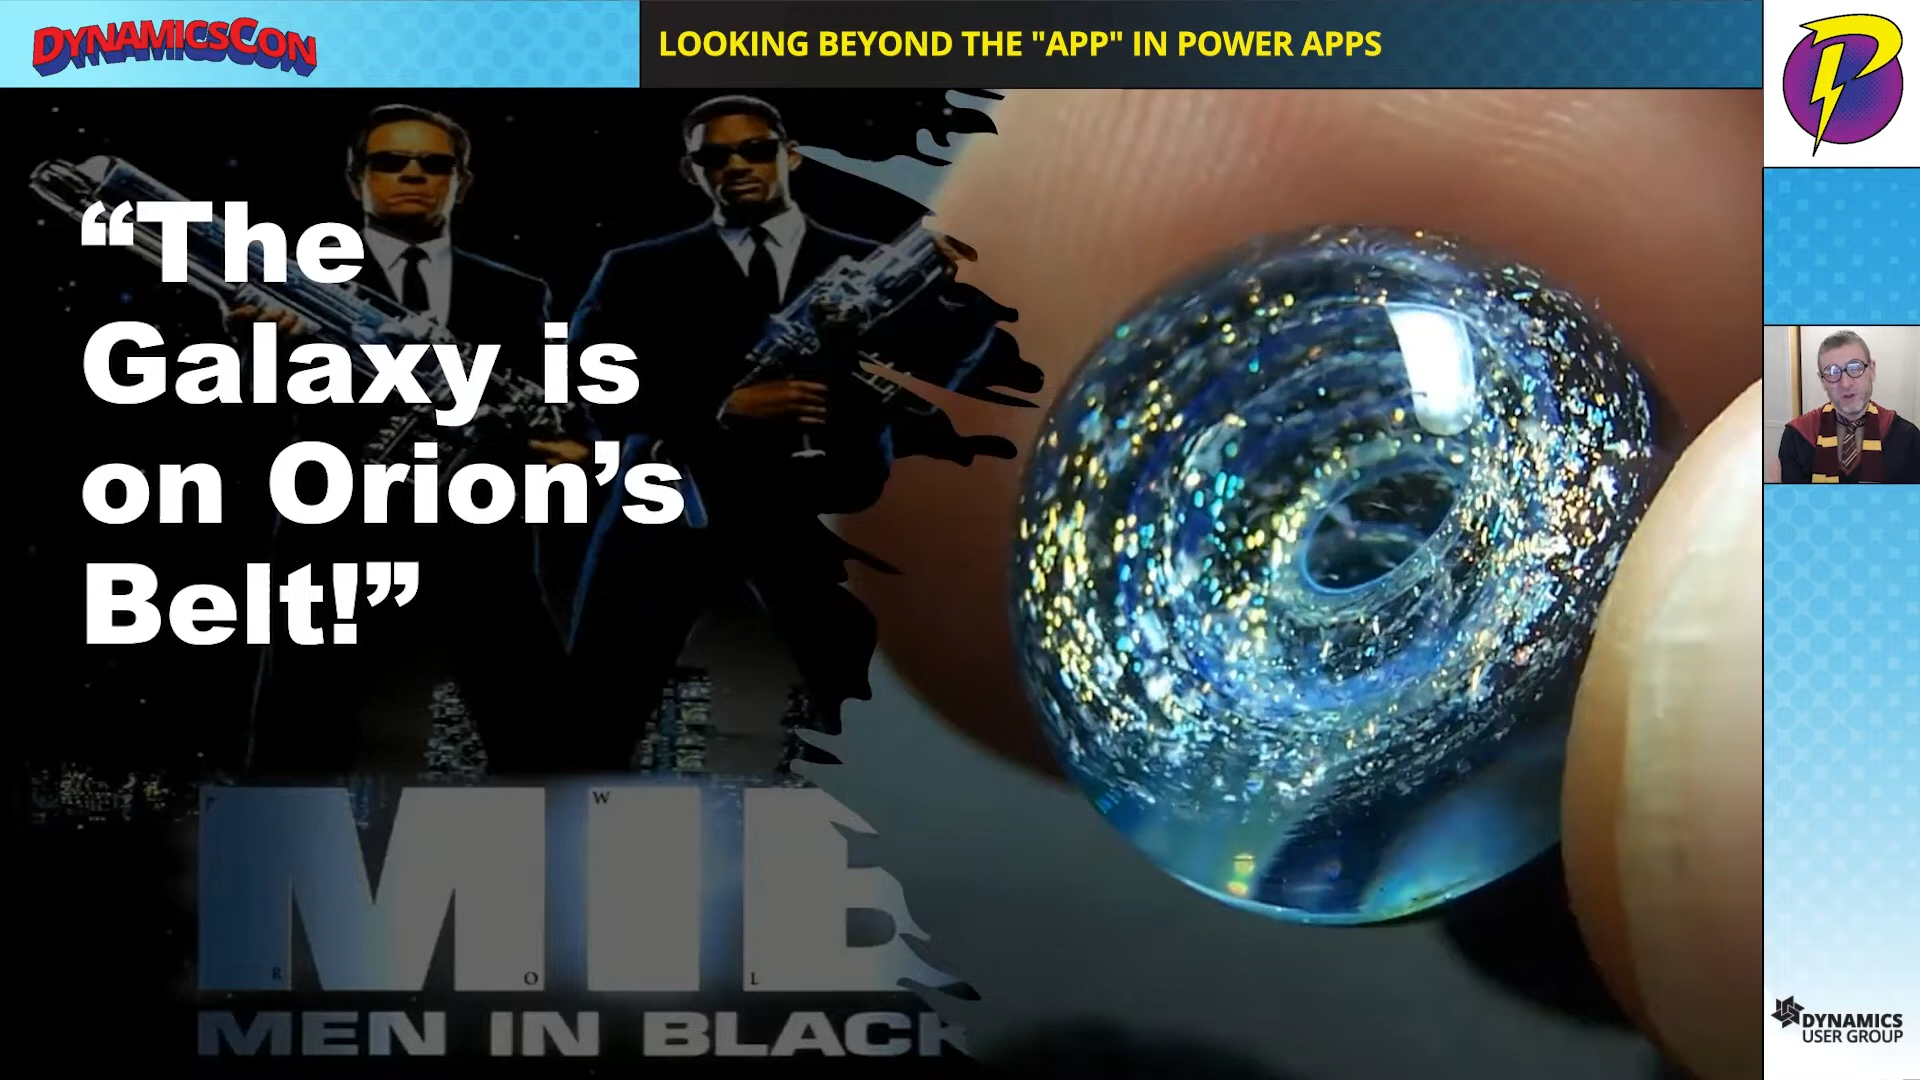 DYNAMICSCON
LOOKING BEYOND THE "APP" IN POWER APPS
“The
Galaxy is
on Orion’s
Belt!”
W
R O L
MIB
MEN IN BLACK
DYNAMICS
USER GROUP